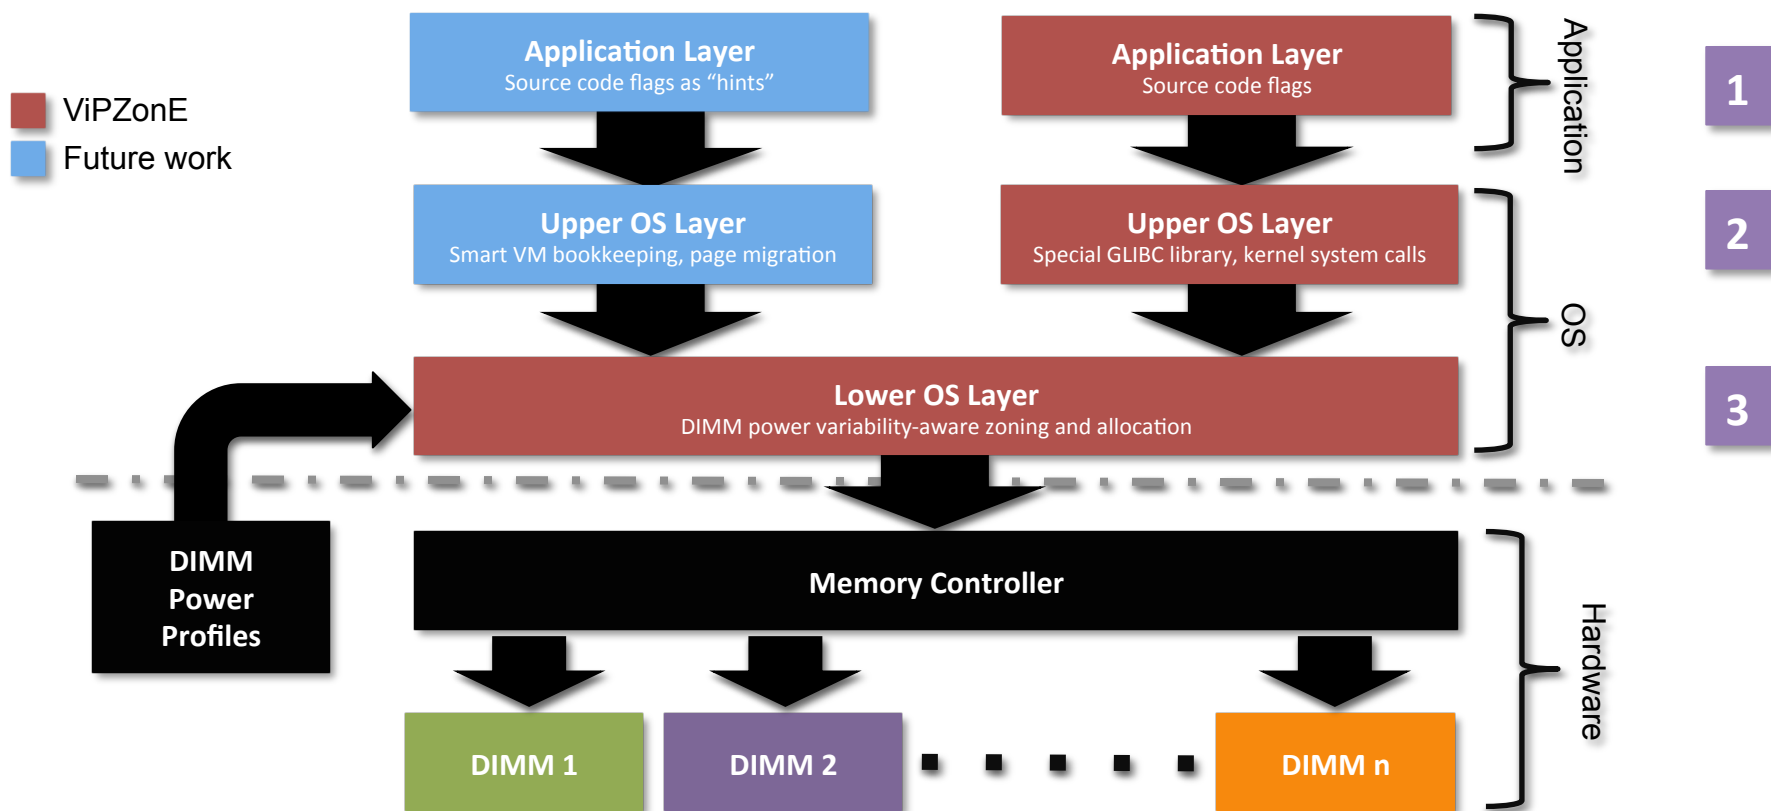 ViPZonE
Future work
Application Layer
Source code flags as “hints”
Application Layer
Source code flags
Application
1
Upper OS Layer
Smart VM bookkeeping, page migration
Upper OS Layer
Special GLIBC library, kernel system calls
2
OS
Lower OS Layer
DIMM power variability-aware zoning and allocation
3
DIMM
Power
Profiles
Memory Controller
Hardware
DIMM 1
DIMM 2
DIMM n